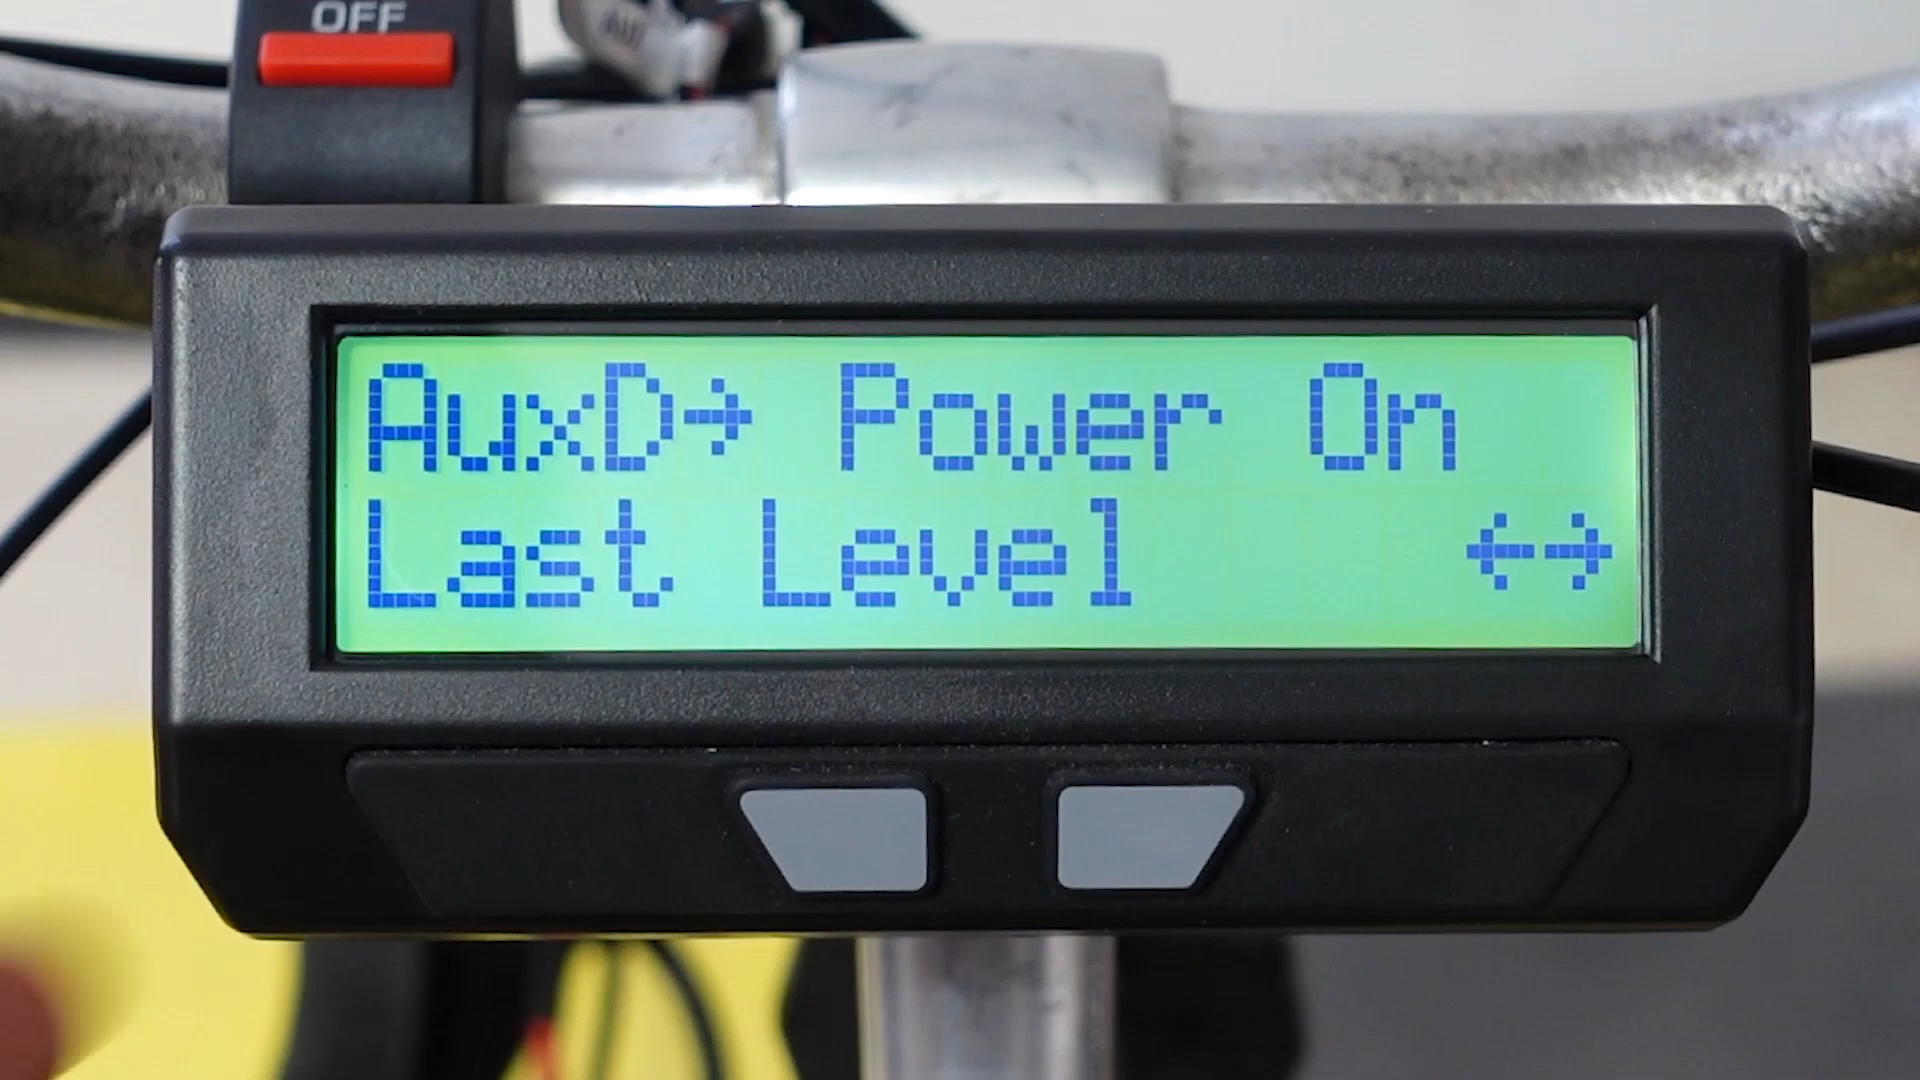 OFF
AuxD→ Power On
Last Level ←→